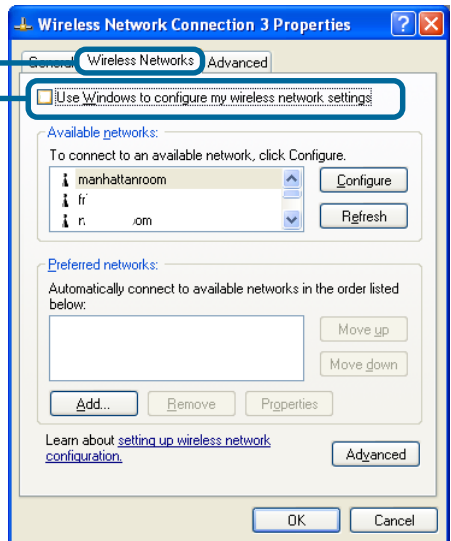 Wireless Network Connection 3 Properties
General Wireless Networks Advanced
Use Windows to configure my wireless network settings
Available networks:
To connect to an available network, click Configure.
manhattanroom
Configure
Refresh
Preferred networks:
Automatically connect to available networks in the order listed
below:
Move up
Move down
Add... Remove Properties
Learn about setting up wireless network
configuration.
Advanced
OK Cancel